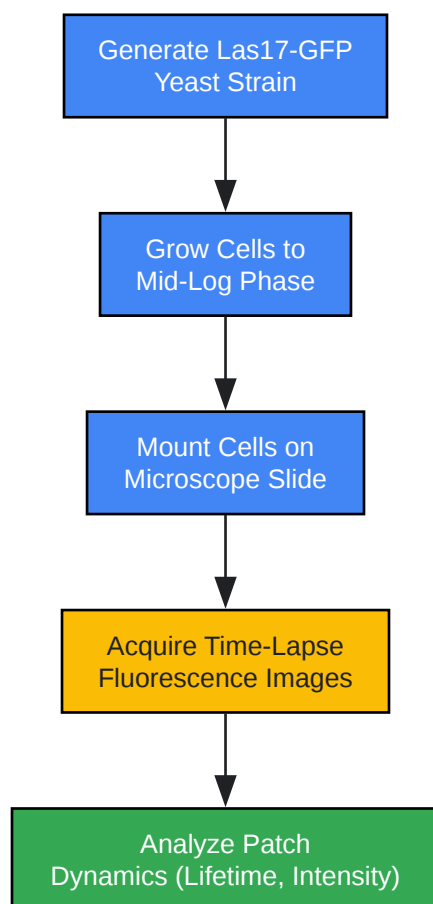 Generate Las17-GFP
Yeast Strain
Grow Cells to
Mid-Log Phase
Mount Cells on
Microscope Slide
Acquire Time-Lapse
Fluorescence Images
Analyze Patch
Dynamics (Lifetime, Intensity)